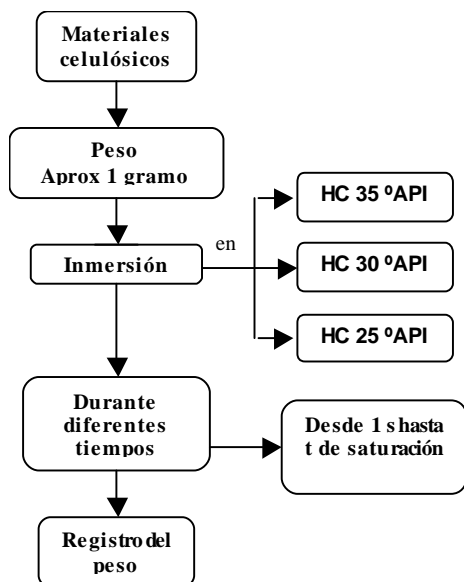 Materiales
celulósicos
Peso
Aprox 1 gramo
HC 35 ºAPI
en
Inmersión
HC 30 ºAPI
HC 25 ºAPI
Durante
diferentes
tiempos
Desde 1 s hasta
t de saturación
Registro del
peso